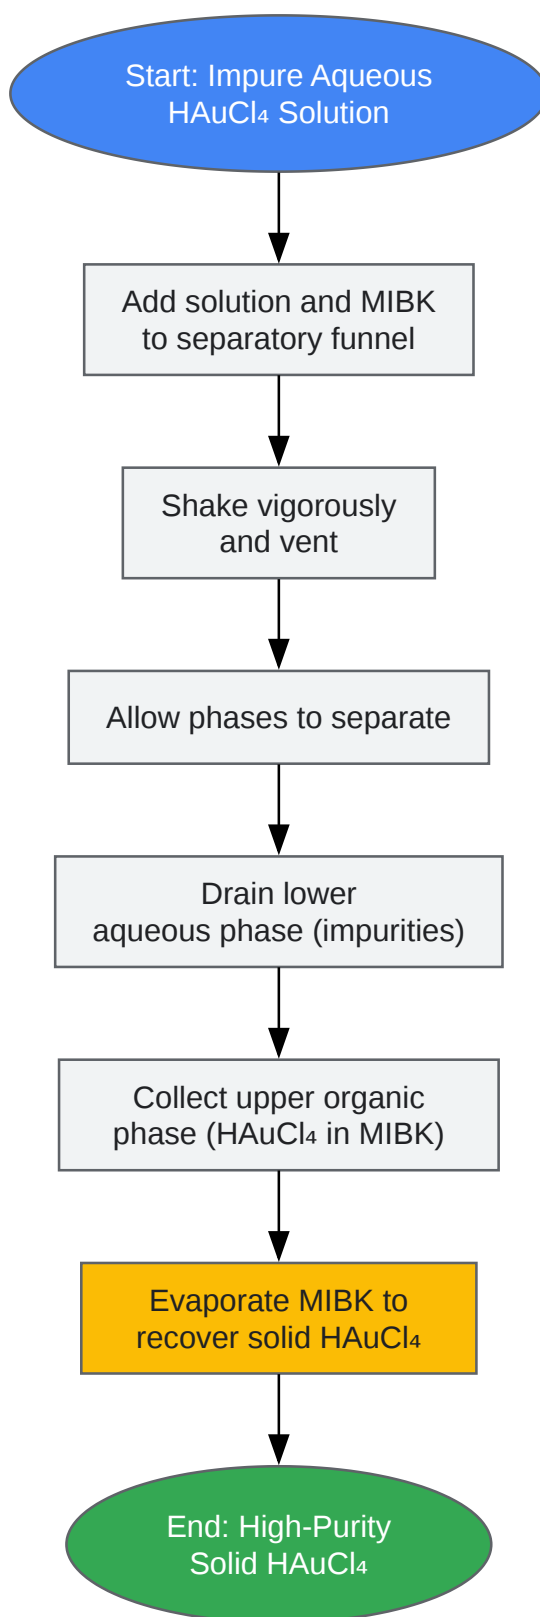 Start: Impure Aqueous
HAuCl₄ Solution
Add solution and MIBK
to separatory funnel
Shake vigorously
and vent
Allow phases to separate
Drain lower
aqueous phase (impurities)
Collect upper organic
phase (HAuCl₄ in MIBK)
Evaporate MIBK to
recover solid HAuCl₄
End: High-Purity
Solid HAuCl₄